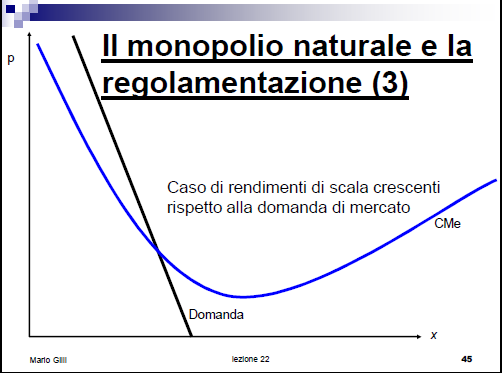 Il monopolio naturale e la
regolamentazione (3)
p
Caso di rendimenti di scala crescenti
rispetto alla domanda di mercato
CMe
Domanda
x
Mario Gilli
lezione 22
45